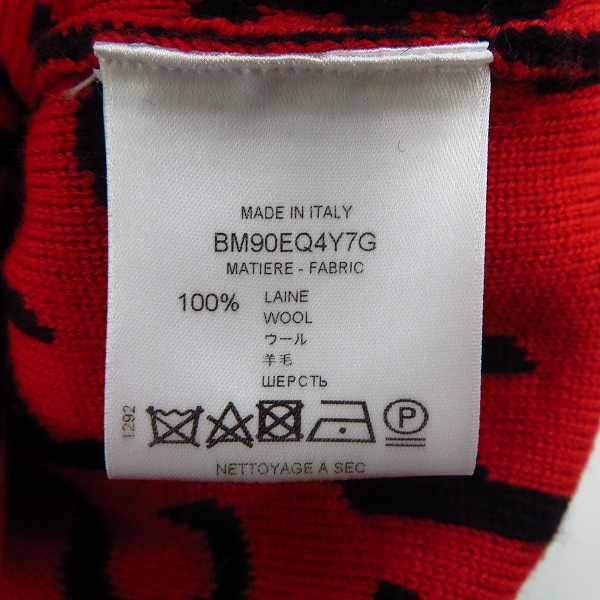 MADE IN ITALY
BM90EQ4Y7G
MATIERE - FABRIC
100% LAINE
WOOL
ウール
羊毛
ШЕРСТЬ
1292
P
NETTOYAGE A SEC